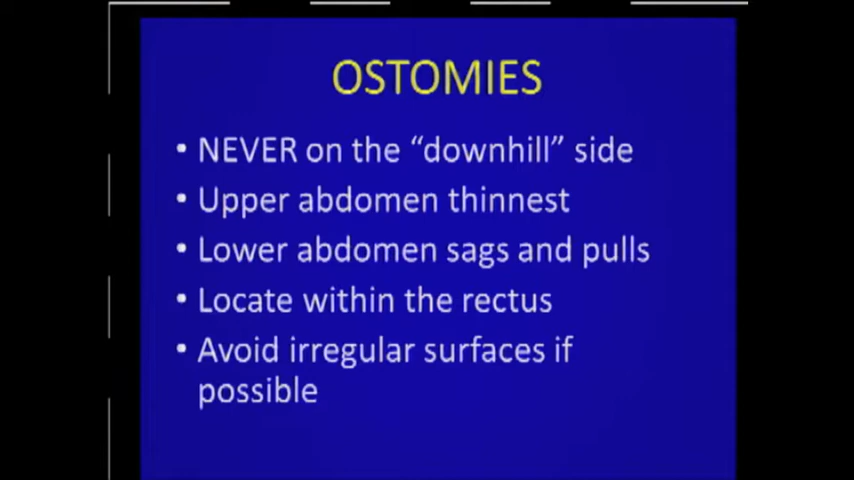 OSTOMIES
• NEVER on the “downhill” side
• Upper abdomen thinnest
• Lower abdomen sags and pulls
• Locate within the rectus
• Avoid irregular surfaces if
possible